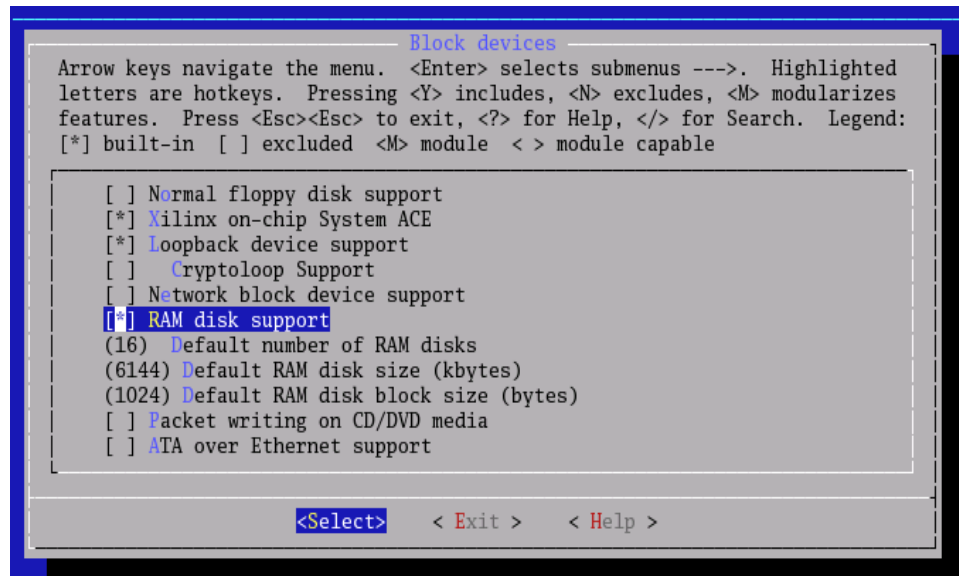 Block devices
Arrow keys navigate the menu.  <Enter> selects submenus --->.  Highlighted
letters are hotkeys.  Pressing <Y> includes, <N> excludes, <M> modularizes
features.  Press <Esc><Esc> to exit, <?> for Help, </> for Search.  Legend:
[*] built-in  [ ] excluded  <M> module  < > module capable
[ ] Normal floppy disk support
[*] Xilinx on-chip System ACE
[*] Loopback device support
[ ]   Cryptoloop Support
[ ] Network block device support
[*] RAM disk support
(16)  Default number of RAM disks
(6144) Default RAM disk size (kbytes)
(1024) Default RAM disk block size (bytes)
[ ] Packet writing on CD/DVD media
[ ] ATA over Ethernet support
<Select>    < Exit >    < Help >